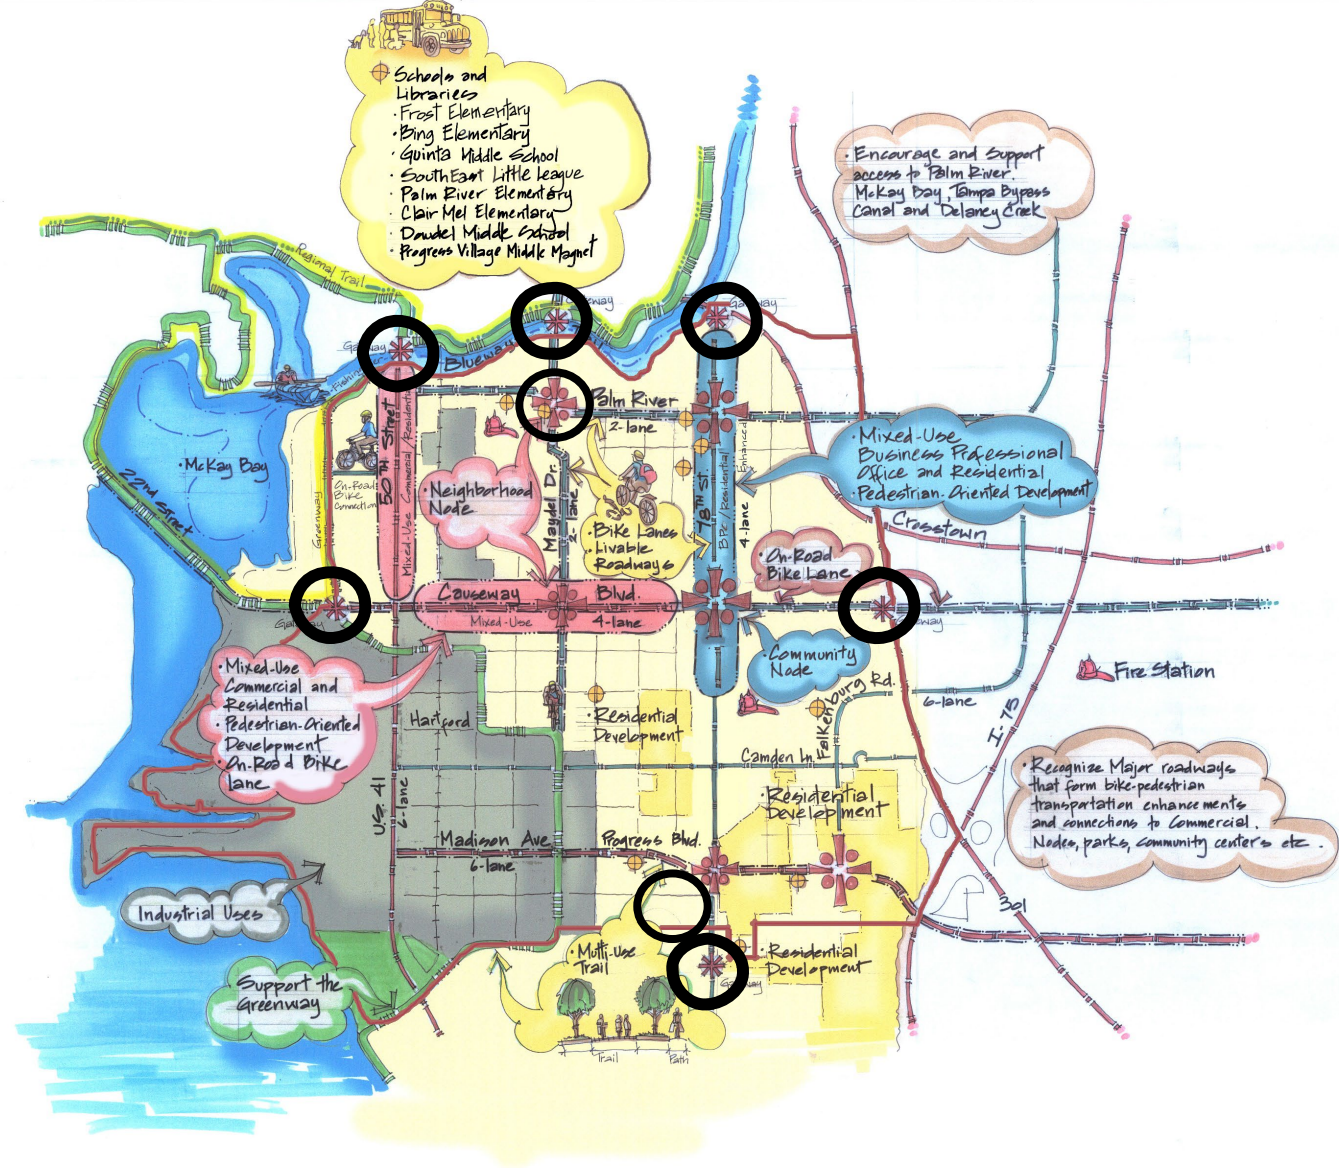 Schools and
Libraries
· Frost Elementary
· Bing Elementary
· Guinta Middle School
· SouthEast Little League
· Palm River Elementary
· Clair Mel Elementary
· Dowdel Middle School
· Progress Village Middle Magnet
· Encourage and Support
access to Palm River.
McKay Bay, Tampa Bypass
Canal and Delaney Creek
Regional Trail
Gateway
Gateway
Gateway
Blueway
Palm River
2-lane
50TH Street
Mixed-Use Commercial/Residential
· McKay Bay
22nd Street
Greenway
On-Road
Bike
Connection
· Neighborhood
Node
Maydel Dr.
2-lane
· Bike Lanes
· Livable
Roadways
78TH St.
BPO/Residential
Enhanced
4-lane
· Mixed-Use
Business Professional
Office and Residential
· Pedestrian-Oriented Development
Crosstown
· On-Road
Bike Lane
Causeway Blvd.
Mixed-Use 4-lane
Gateway
Gateway
· Community
Node
Fire Station
· Mixed-Use
Commercial and
Residential
· Pedestrian-Oriented
Development
· On-Road Bike
Lane
Hartford
· Residential
Development
Falkenburg Rd.
6-lane
I-75
Camden Ln
U.S. 41
6-lane
· Residential
Development
· Recognize Major roadways
that form bike-pedestrian
transportation enhancements
and connections to Commercial.
Nodes, parks, community centers etc.
Madison Ave
6-lane
Progress Blvd.
301
Industrial Uses
· Multi-Use
Trail
· Residential
Development
Gateway
Support the
Greenway
Trail
Path